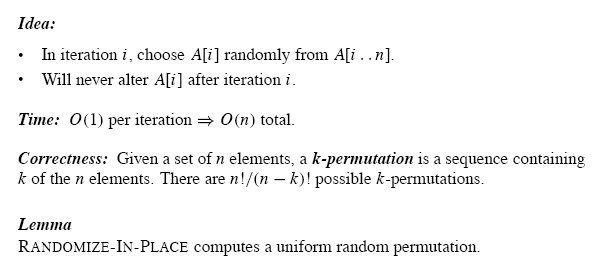 Idea:
• In iteration i, choose A[i] randomly from A[i . . n].
• Will never alter A[i] after iteration i.
Time: O(1) per iteration ⇒ O(n) total.
Correctness: Given a set of n elements, a k-permutation is a sequence containing
k of the n elements. There are n!/(n − k)! possible k-permutations.
Lemma
RANDOMIZE-IN-PLACE computes a uniform random permutation.